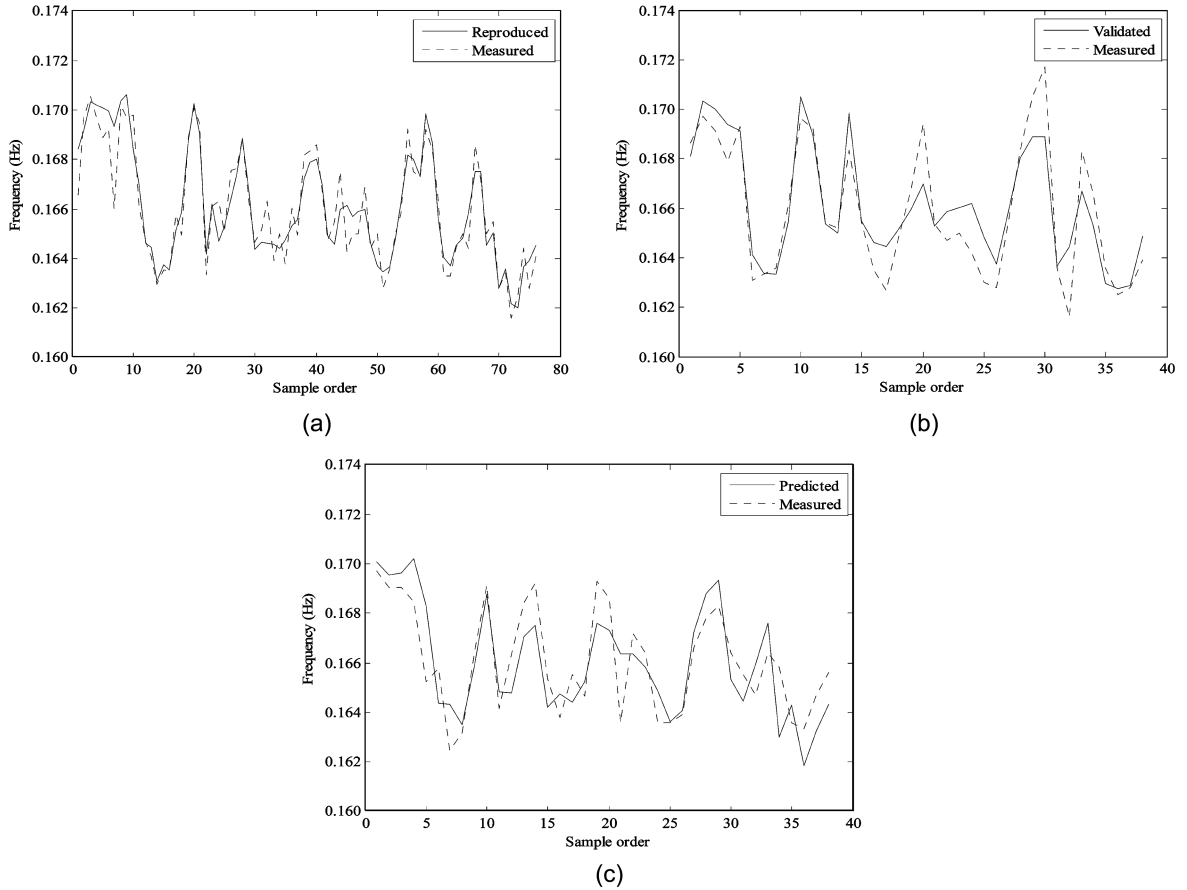 0.174
0.172
0.170
0.168
0.166
0.164
0.162
0.160
Frequency (Hz)
0 10 20 30 40 50 60 70 80
Sample order
Reproduced
Measured
(a)
0.174
0.172
0.170
0.168
0.166
0.164
0.162
0.160
Frequency (Hz)
0 5 10 15 20 25 30 35 40
Sample order
Validated
Measured
(b)
0.174
0.172
0.170
0.168
0.166
0.164
0.162
0.160
Frequency (Hz)
0 5 10 15 20 25 30 35 40
Sample order
Predicted
Measured
(c)